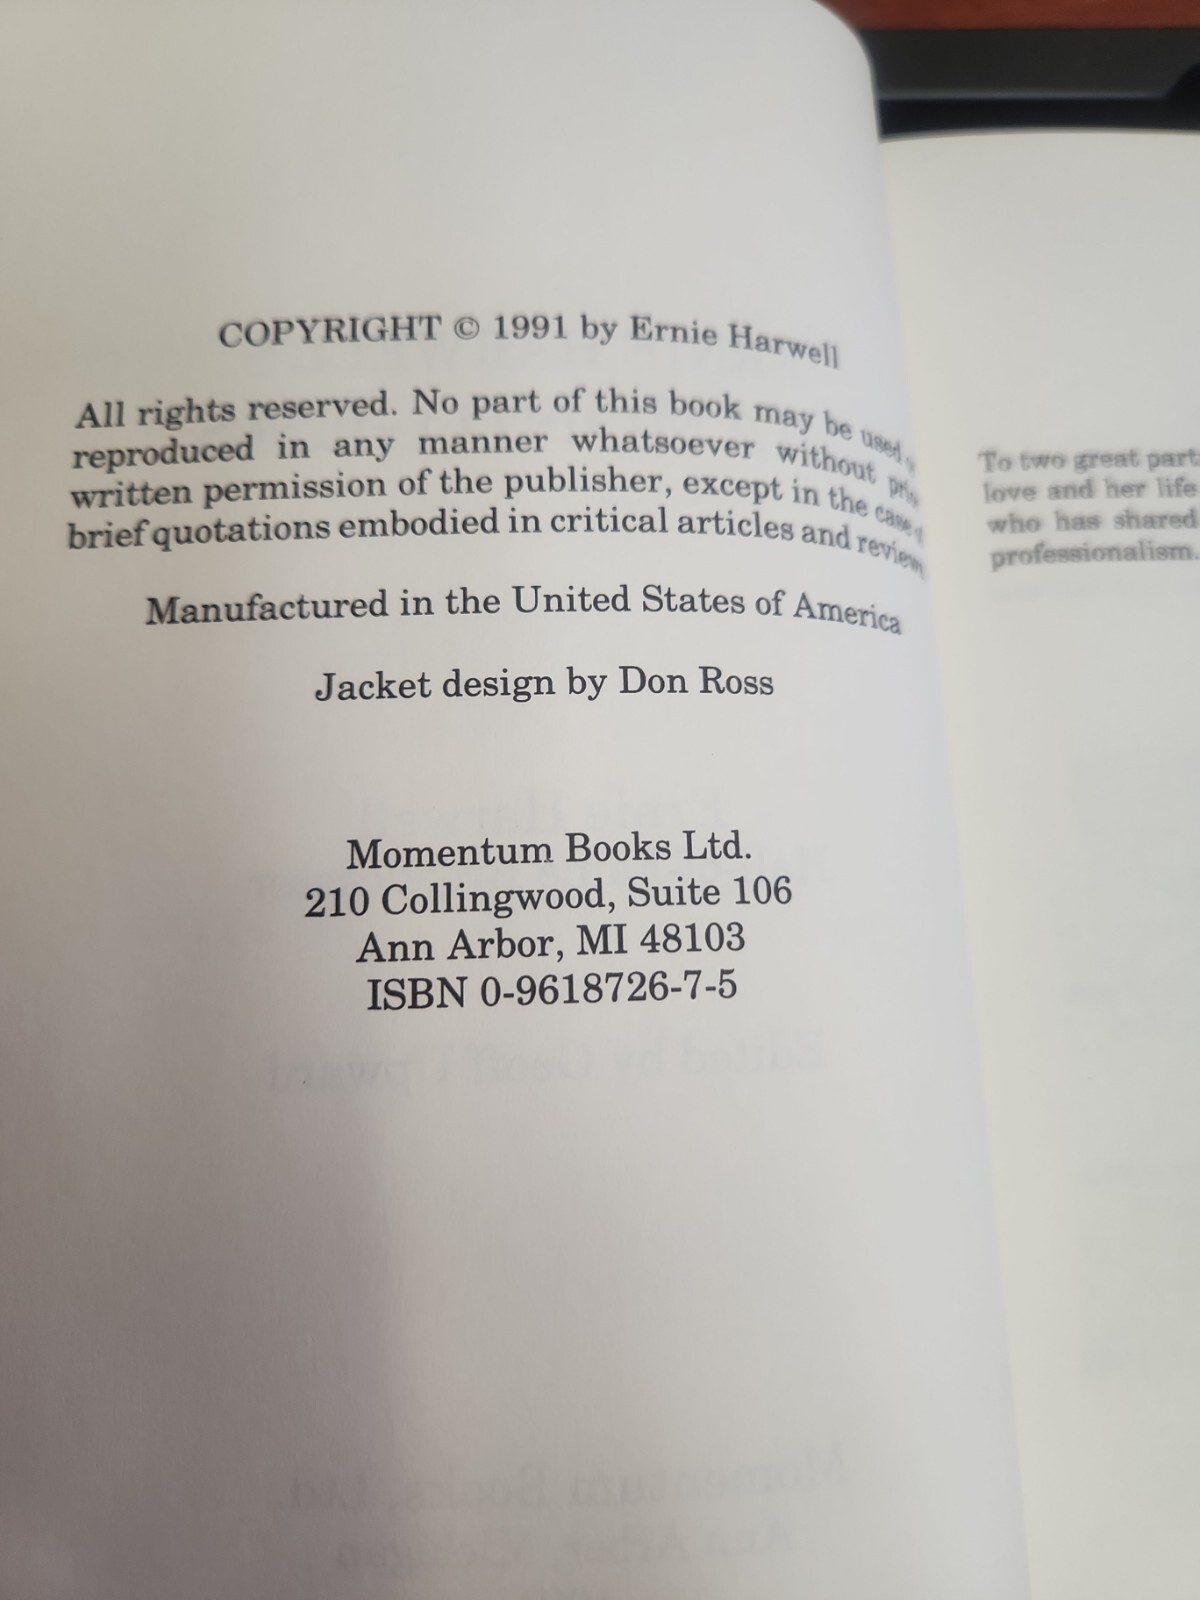 COPYRIGHT © 1991 by Ernie Harwell
All rights reserved. No part of this book may be used
reproduced in any manner whatsoever without
written permission of the publisher, except in the case
brief quotations embodied in critical articles and
Manufactured in the United States of America
Jacket design by Don Ross
Momentum Books Ltd.
210 Collingwood, Suite 106
Ann Arbor, MI 48103
ISBN 0-9618726-7-5
To two great
love and her life
who has shared
professionalism.